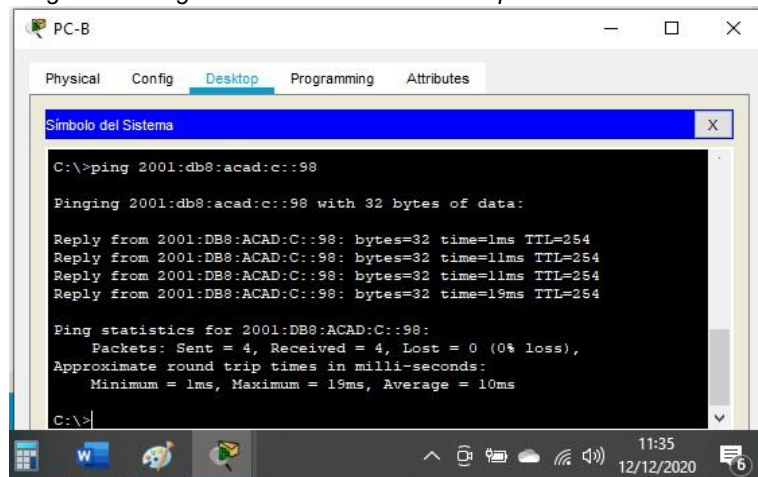 PC-B
Physical Config Desktop Programming Attributes
Símbolo del Sistema X
C:\>ping 2001:db8:acad:c::98
Pinging 2001:db8:acad:c::98 with 32 bytes of data:
Reply from 2001:DB8:ACAD:C::98: bytes=32 time=1ms TTL=254
Reply from 2001:DB8:ACAD:C::98: bytes=32 time=11ms TTL=254
Reply from 2001:DB8:ACAD:C::98: bytes=32 time=11ms TTL=254
Reply from 2001:DB8:ACAD:C::98: bytes=32 time=19ms TTL=254
Ping statistics for 2001:DB8:ACAD:C::98:
Packets: Sent = 4, Received = 4, Lost = 0 (0% loss),
Approximate round trip times in milli-seconds:
Minimum = 1ms, Maximum = 19ms, Average = 10ms
C:\>
W
11:35
12/12/2020
6